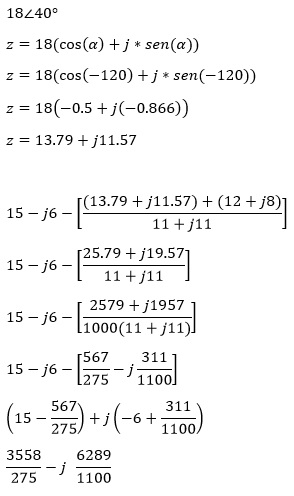 18∠40°
z = 18(cos(α) + j * sen(α))
z = 18(cos(−120) + j * sen(−120))
z = 18(−0.5 + j(−0.866))
z = 13.79 + j11.57
15 − j6 − [((13.79 + j11.57) + (12 + j8)) / (11 + j11)]
15 − j6 − [(25.79 + j19.57) / (11 + j11)]
15 − j6 − [(2579 + j1957) / (1000(11 + j11))]
15 − j6 − [567/275 − j 311/1100]
(15 − 567/275) + j(−6 + 311/1100)
3558/275 − j 6289/1100